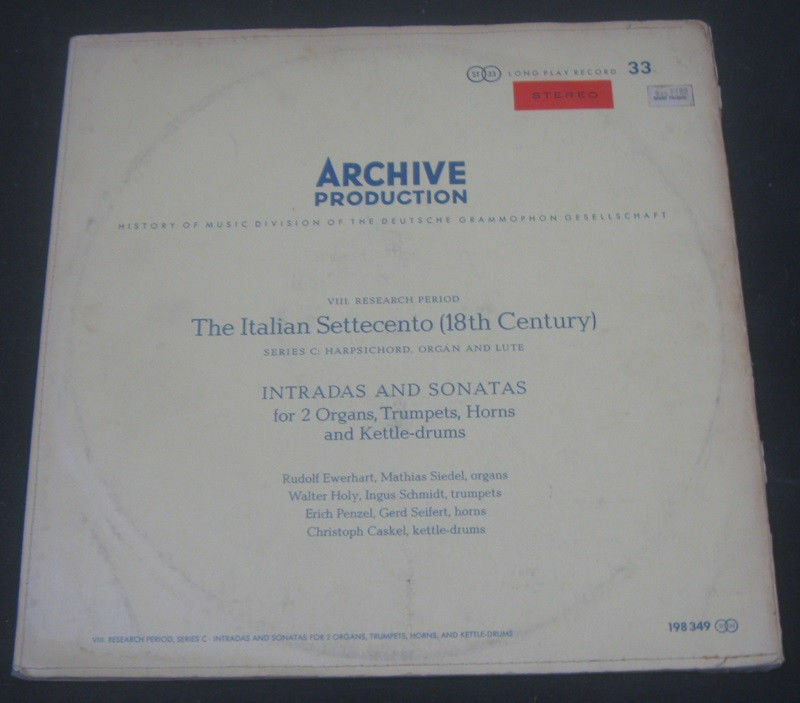 ST 33 LONG PLAY RECORD 33
STEREO
ARCHIVE
PRODUCTION
HISTORY OF MUSIC DIVISION OF THE DEUTSCHE GRAMMOPHON GESELLSCHAFT
VIII. RESEARCH PERIOD
The Italian Settecento (18th Century)
SERIES C: HARPSICHORD, ORGAN AND LUTE
INTRADAS AND SONATAS
for 2 Organs, Trumpets, Horns
and Kettle-drums
Rudolf Ewerhart, Mathias Siedel, organs
Walter Holy, Ingus Schmidt, trumpets
Erich Penzel, Gerd Seifert, horns
Christoph Caskel, kettle-drums
198 349
VIII. RESEARCH PERIOD, SERIES C · INTRADAS AND SONATAS FOR 2 ORGANS, TRUMPETS, HORNS, AND KETTLE-DRUMS